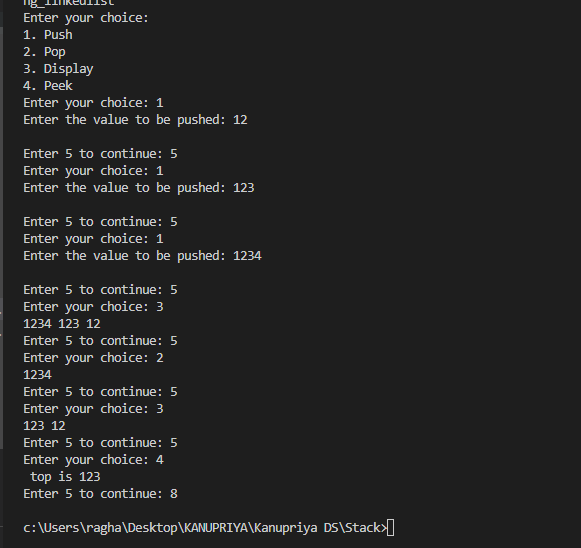 ng_linkedlist
Enter your choice:
1. Push
2. Pop
3. Display
4. Peek
Enter your choice: 1
Enter the value to be pushed: 12
Enter 5 to continue: 5
Enter your choice: 1
Enter the value to be pushed: 123
Enter 5 to continue: 5
Enter your choice: 1
Enter the value to be pushed: 1234
Enter 5 to continue: 5
Enter your choice: 3
1234 123 12
Enter 5 to continue: 5
Enter your choice: 2
1234
Enter 5 to continue: 5
Enter your choice: 3
123 12
Enter 5 to continue: 5
Enter your choice: 4
 top is 123
Enter 5 to continue: 8
c:\Users\ragha\Desktop\KANUPRIYA\Kanupriya DS\Stack>